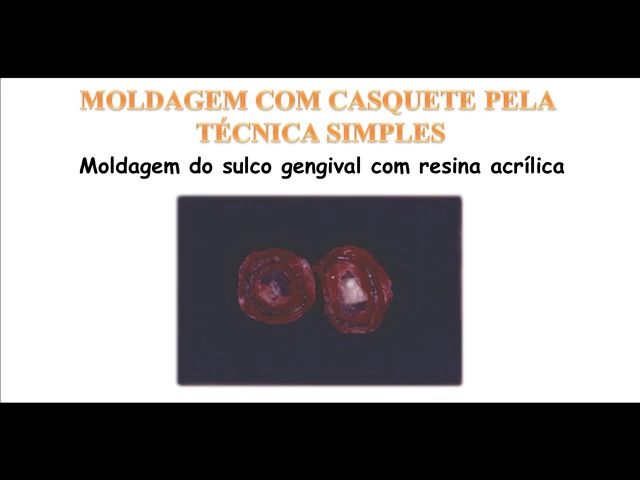 MOLDAGEM COM CASQUETE PELA
TÉCNICA SIMPLES
Moldagem do sulco gengival com resina acrílica